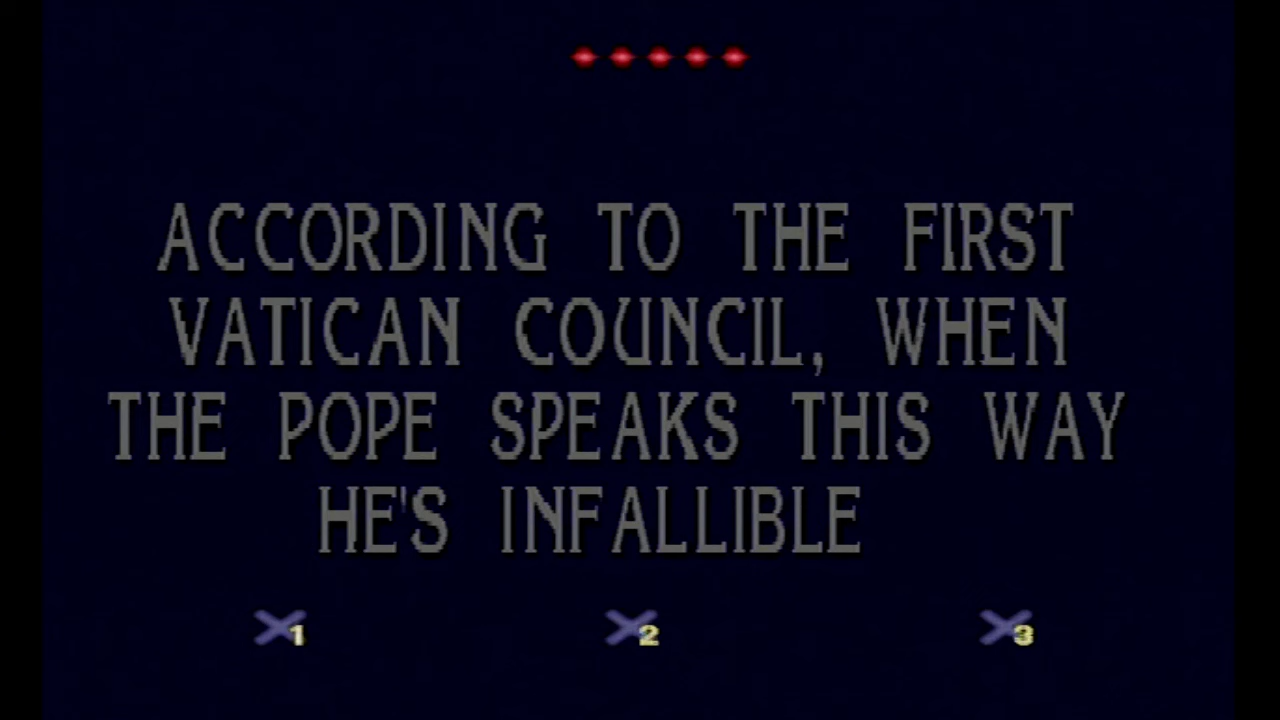 ACCORDING TO THE FIRST
VATICAN COUNCIL, WHEN
THE POPE SPEAKS THIS WAY
HE'S INFALLIBLE
1 2 3